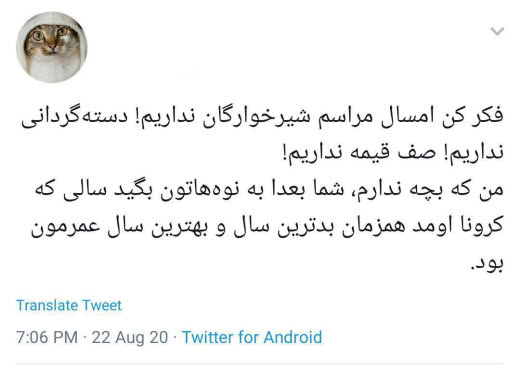 فکر کن امسال مراسم شیرخوارگان نداریم! دسته‌گردانی
نداریم! صف قیمه نداریم!
من که بچه ندارم، شما بعدا به نوه‌هاتون بگید سالی که
کرونا اومد همزمان بدترین سال و بهترین سال عمرمون
بود.
Translate Tweet
7:06 PM · 22 Aug 20 · Twitter for Android